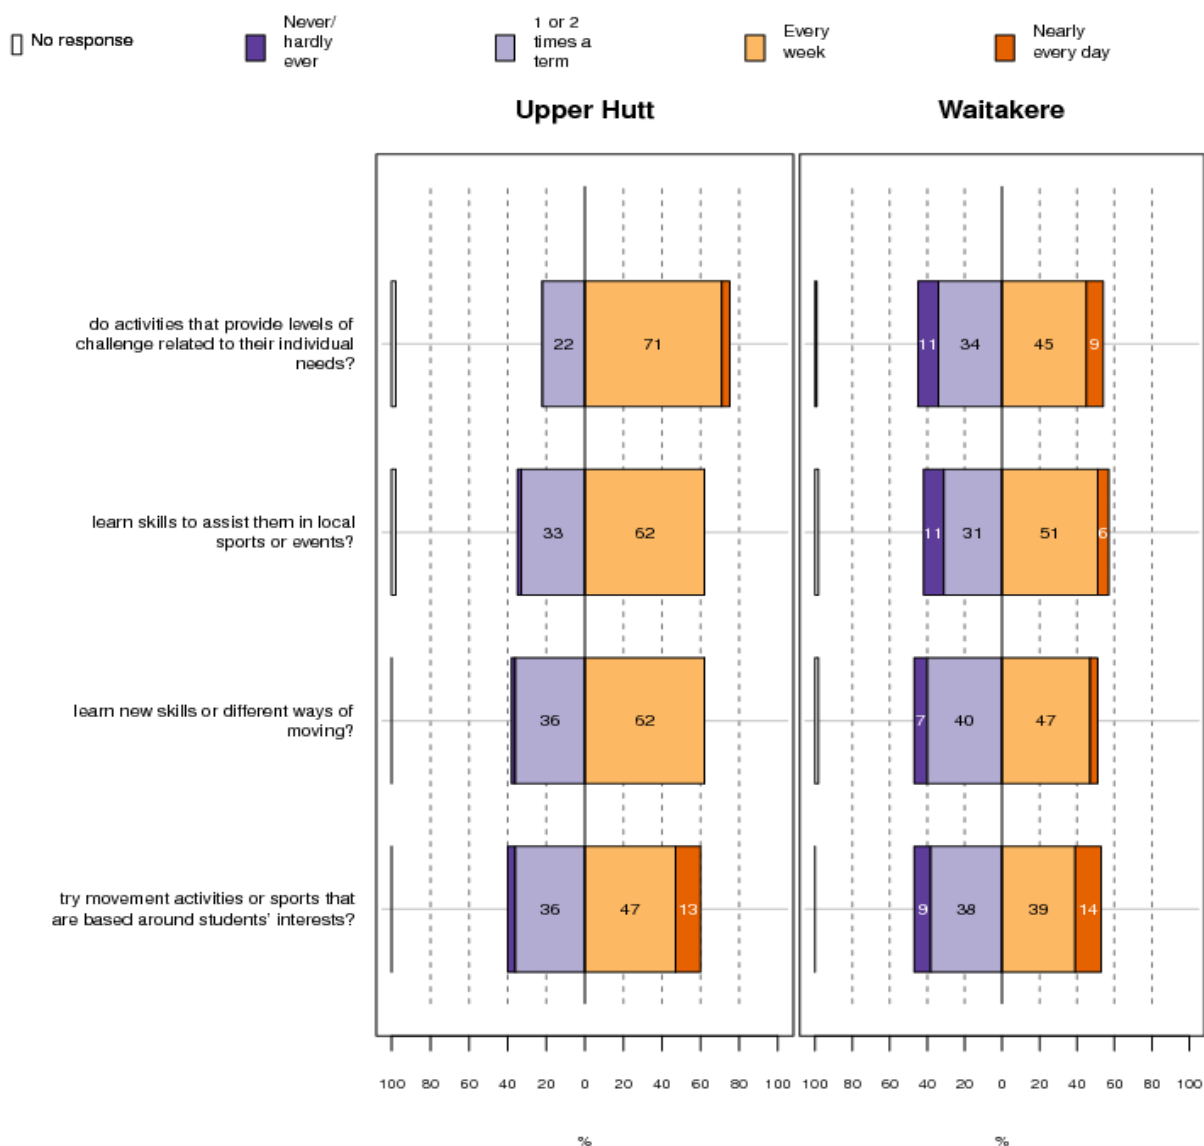 No response
Never/
hardly
ever
1 or 2
times a
term
Every
week
Nearly
every day
Upper Hutt
Waitakere
do activities that provide levels of
challenge related to their individual
needs?
22 71
11 34 45 9
learn skills to assist them in local
sports or events?
33 62
11 31 51 6
learn new skills or different ways of
moving?
36 62
7 40 47
try movement activities or sports that
are based around students' interests?
36 47 13
9 38 39 14
100 80 60 40 20 0 20 40 60 80 100
100 80 60 40 20 0 20 40 60 80 100
%
%